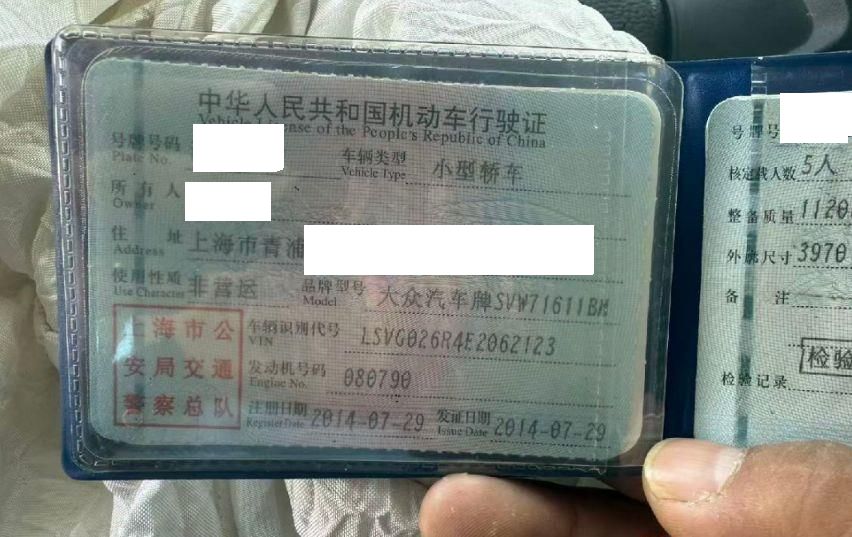 中华人民共和国机动车行驶证
Vehicle License of the People's Republic of China
号牌号码 车辆类型 小型轿车
Plate No. Vehicle Type
所有人
Owner
住址 上海市青浦
Address
使用性质 非营运 品牌型号 大众汽车牌SVW71611BM
Use Character Model
上海市公安局交通警察总队
车辆识别代号 LSVG026R4E2062123
VIN
发动机号码 080790
Engine No.
注册日期 2014-07-29 发证日期 2014-07-29
Register Date Issue Date
号牌号
核定载人数 5人
整备质量 1120
外廓尺寸 3970
备注
检验
检验记录